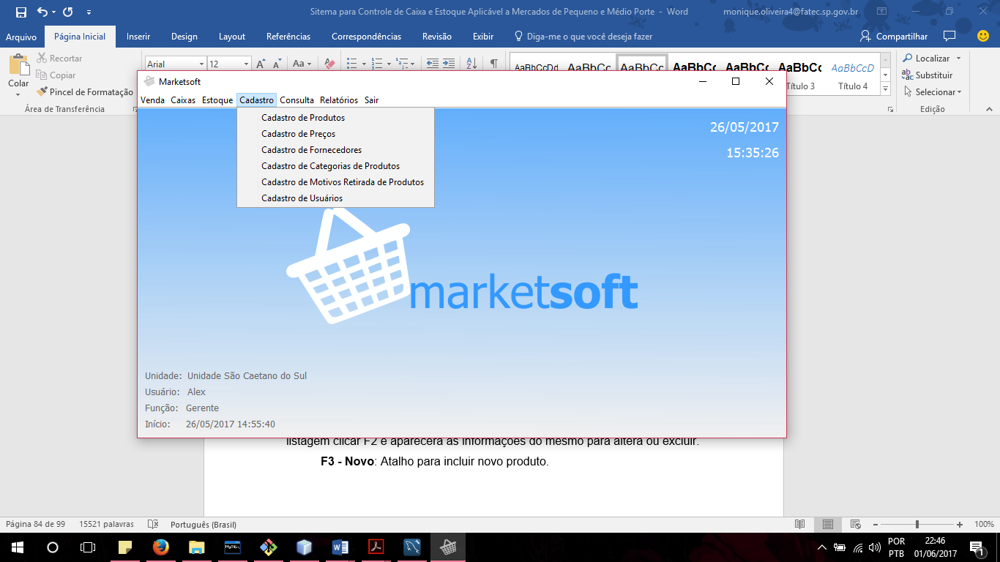 Sitema para Controle de Caixa e Estoque Aplicável a Mercados de Pequeno e Médio Porte - Word
monique.oliveira4@fatec.sp.gov.br
Arquivo Página Inicial Inserir Design Layout Referências Correspondências Revisão Exibir Diga-me o que você deseja fazer Compartilhar
Colar
Recortar
Copiar
Pincel de Formatação
Área de Transferência
Arial 12
Aa
AaBbCcDd AaBbCc AaBbCc AaBbCc AaBbCc AaBbCc AaBbCcD
Título 3 Título 4
Localizar
Substituir
Selecionar
Edição
Marketsoft
Venda Caixas Estoque Cadastro Consulta Relatórios Sair
Cadastro de Produtos
Cadastro de Preços
Cadastro de Fornecedores
Cadastro de Categorias de Produtos
Cadastro de Motivos Retirada de Produtos
Cadastro de Usuários
26/05/2017
15:35:26
marketsoft
Unidade: Unidade São Caetano do Sul
Usuário: Alex
Função: Gerente
Início: 26/05/2017 14:55:40
listagem clicar F2 e aparecerá as informações do mesmo para altera ou excluir.
F3 - Novo: Atalho para incluir novo produto.
Página 84 de 99 15521 palavras Português (Brasil) 100%
MySQL
POR
PTB
22:46
01/06/2017
1